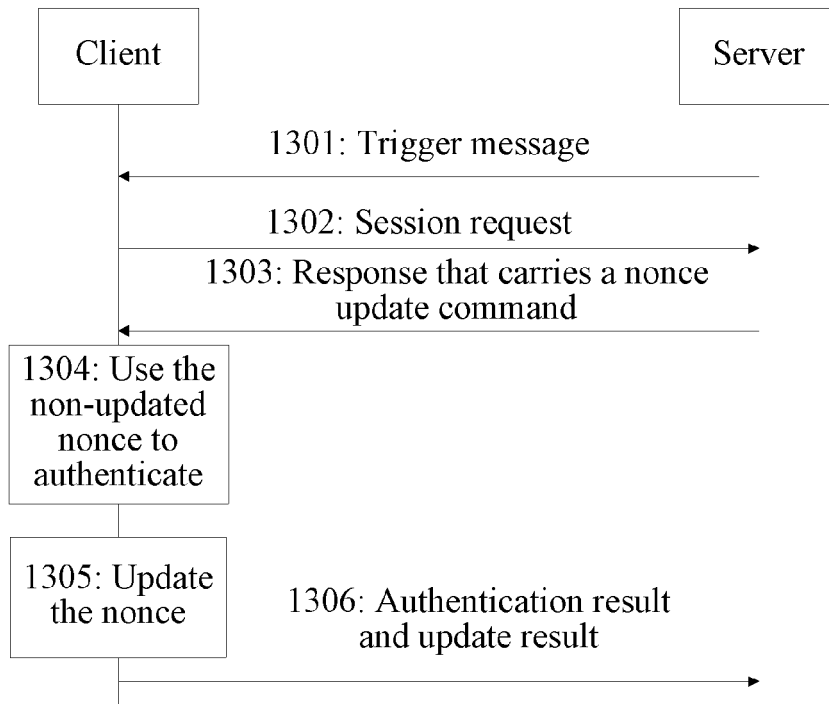 Client
Server
1301: Trigger message
1302: Session request
1303: Response that carries a nonce
update command
1304: Use the
non-updated
nonce to
authenticate
1305: Update
the nonce
1306: Authentication result
and update result